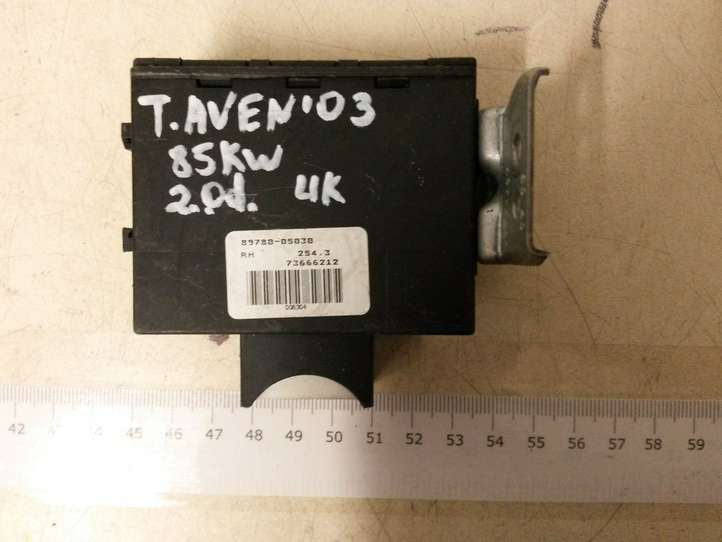 T.AVEN'03
85KW
2.0d. UK
89780-05030
P.H 254.3
73666212
42 44 45 46 47 48 49 50 51 52 53 54 55 56 57 58 59